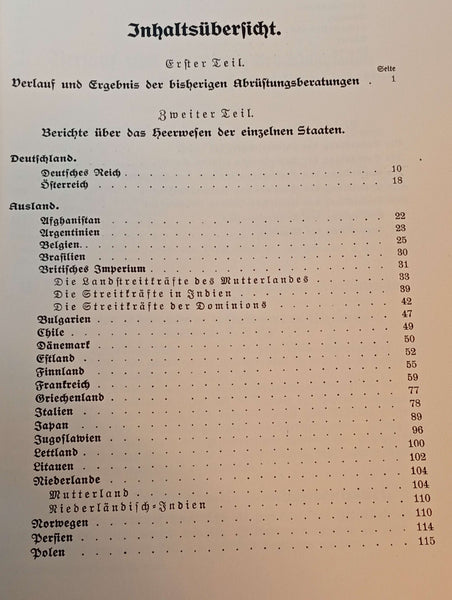 Inhaltsübersicht.
Erster Teil.
Seite
Verlauf und Ergebnis der bisherigen Abrüstungsberatungen . 1
Zweiter Teil.
Berichte über das Heerwesen der einzelnen Staaten.
Deutschland.
Deutsches Reich . . . . . . . . . . 10
Österreich . . . . . . . . . . 18
Ausland.
Afghanistan . . . . . . . . . . 22
Argentinien . . . . . . . . . . 23
Belgien . . . . . . . . . . 25
Brasilien . . . . . . . . . . 30
Britisches Imperium . . . . . . . . . . 31
Die Landstreitkräfte des Mutterlandes . . . . 33
Die Streitkräfte in Indien . . . . . . . 39
Die Streitkräfte der Dominions . . . . . 42
Bulgarien . . . . . . . . . . 47
Chile . . . . . . . . . . 49
Dänemark . . . . . . . . . . 50
Estland . . . . . . . . . . 52
Finnland . . . . . . . . . . 55
Frankreich . . . . . . . . . . 59
Griechenland . . . . . . . . . . 77
Italien . . . . . . . . . . 78
Japan . . . . . . . . . . 89
Jugoslawien . . . . . . . . . . 96
Lettland . . . . . . . . . . 100
Litauen . . . . . . . . . . 102
Niederlande . . . . . . . . . . 104
Mutterland . . . . . . . . . . 104
Niederländisch-Indien . . . . . . . . 110
Norwegen . . . . . . . . . . 110
Persien . . . . . . . . . . 114
Polen . . . . . . . . . . 115